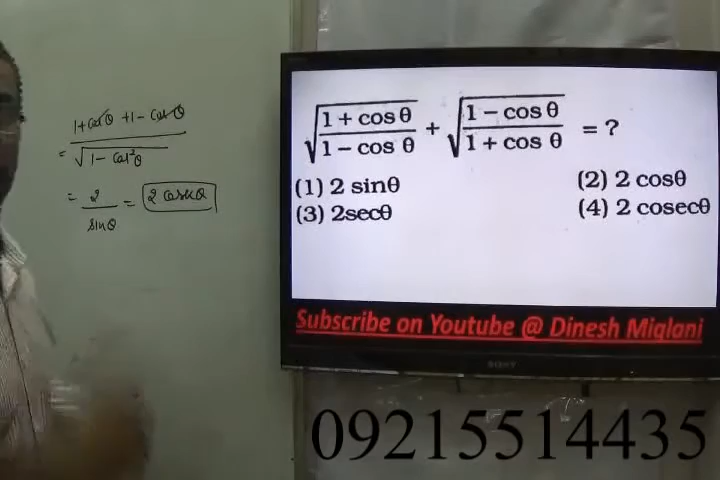 1+cosθ +1- cosθ
= √1- cos²θ
= 2/sinθ = 2 cosecθ
√(1 + cos θ / 1 - cos θ) + √(1 - cos θ / 1 + cos θ) = ?
(1) 2 sinθ (2) 2 cosθ
(3) 2secθ (4) 2 cosecθ
Subscribe on Youtube @ Dinesh Miglani
SONY
09215514435